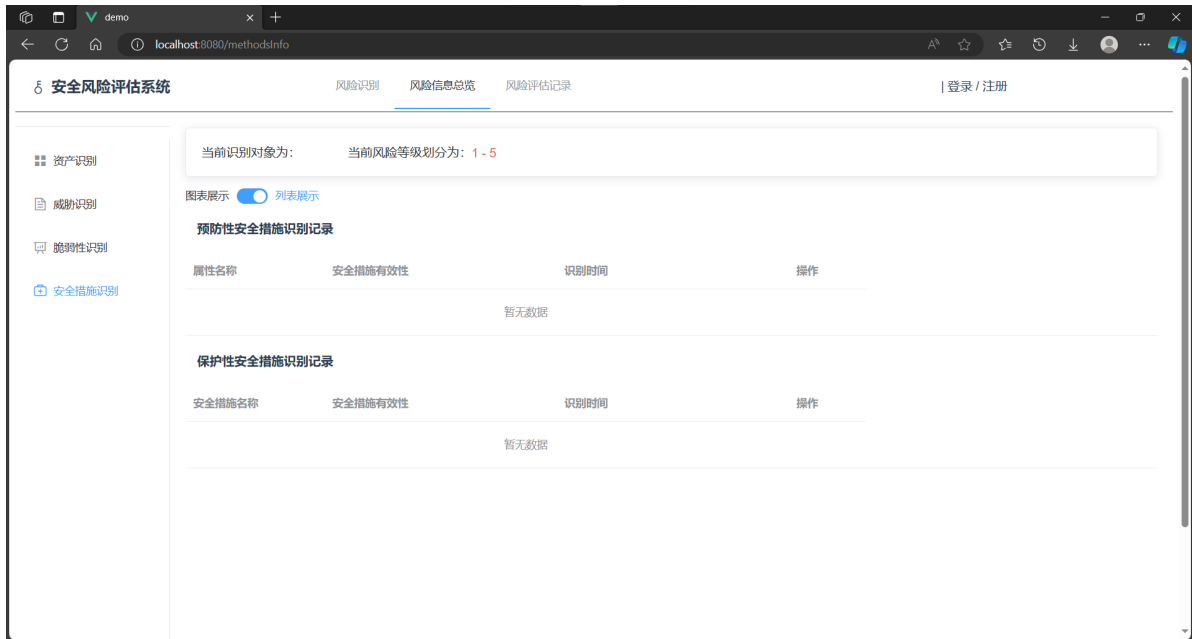 demo
localhost:8080/methodsInfo
安全风险评估系统
风险识别 风险信息总览 风险评估记录
| 登录 / 注册
资产识别
威胁识别
脆弱性识别
安全措施识别
当前识别对象为： 当前风险等级划分为：1 - 5
图表展示 列表展示
预防性安全措施识别记录
属性名称 安全措施有效性 识别时间 操作
暂无数据
保护性安全措施识别记录
安全措施名称 安全措施有效性 识别时间 操作
暂无数据